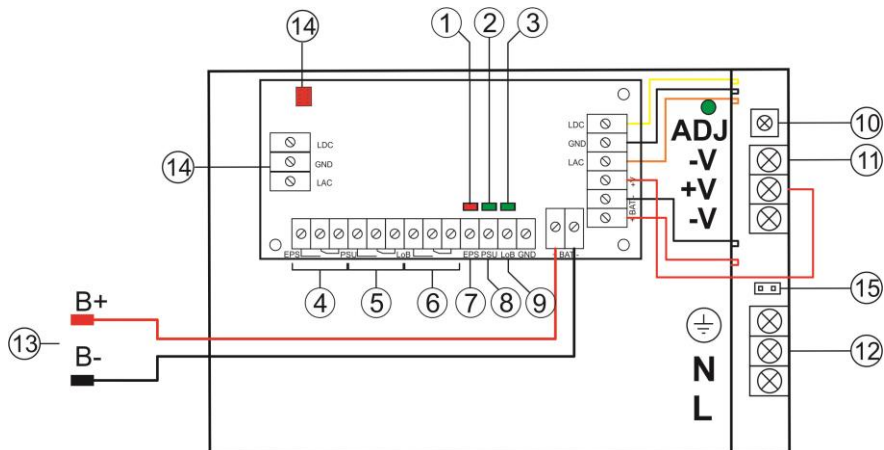 1 2 3
14
14
LDC
GND
LAC
LDC
GND
LAC
+V
+ BAT-
ADJ
-V
+V
-V
10
11
EPS PSU LoB EPS PSU LoB GND
+ BAT -
4 5 6 7 8 9
15
B+
13
B-
12
N
L